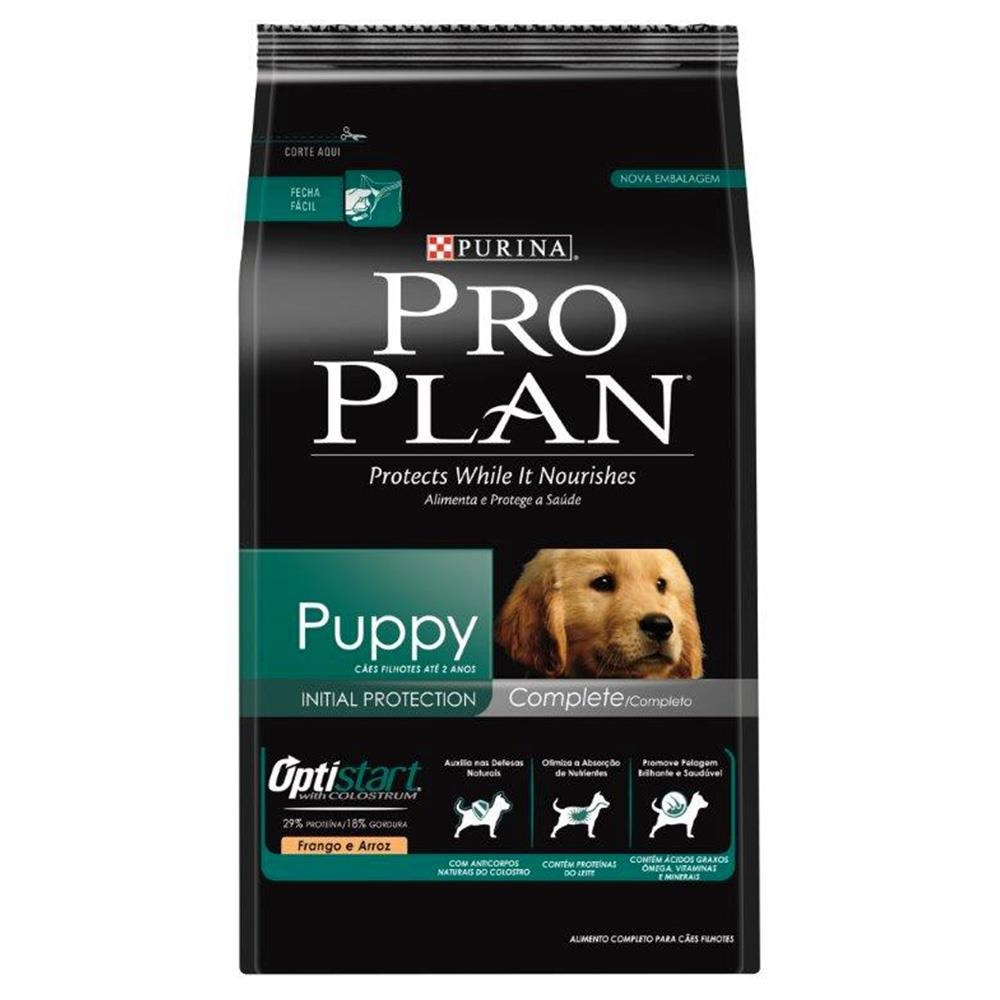 CORTE AQUI
FECHA
FÁCIL
NOVA EMBALAGEM
PURINA®
PRO
PLAN®
Protects While It Nourishes
Alimenta e Protege a Saúde
Puppy
CÃES FILHOTES ATÉ 2 ANOS
INITIAL PROTECTION
Complete/Completo
Optistart®
with COLOSTRUM
29% PROTEÍNA/18% GORDURA
Frango e Arroz
Auxilia nas Defesas
Naturais
COM ANTICORPOS
NATURAIS DO COLOSTRO
Otimiza a Absorção
de Nutrientes
CONTÉM PROTEÍNAS
DO LEITE
Promove Pelagem
Brilhante e Saudável
CONTÉM ÁCIDOS GRAXOS
ÔMEGA, VITAMINAS
E MINERAIS
ALIMENTO COMPLETO PARA CÃES FILHOTES